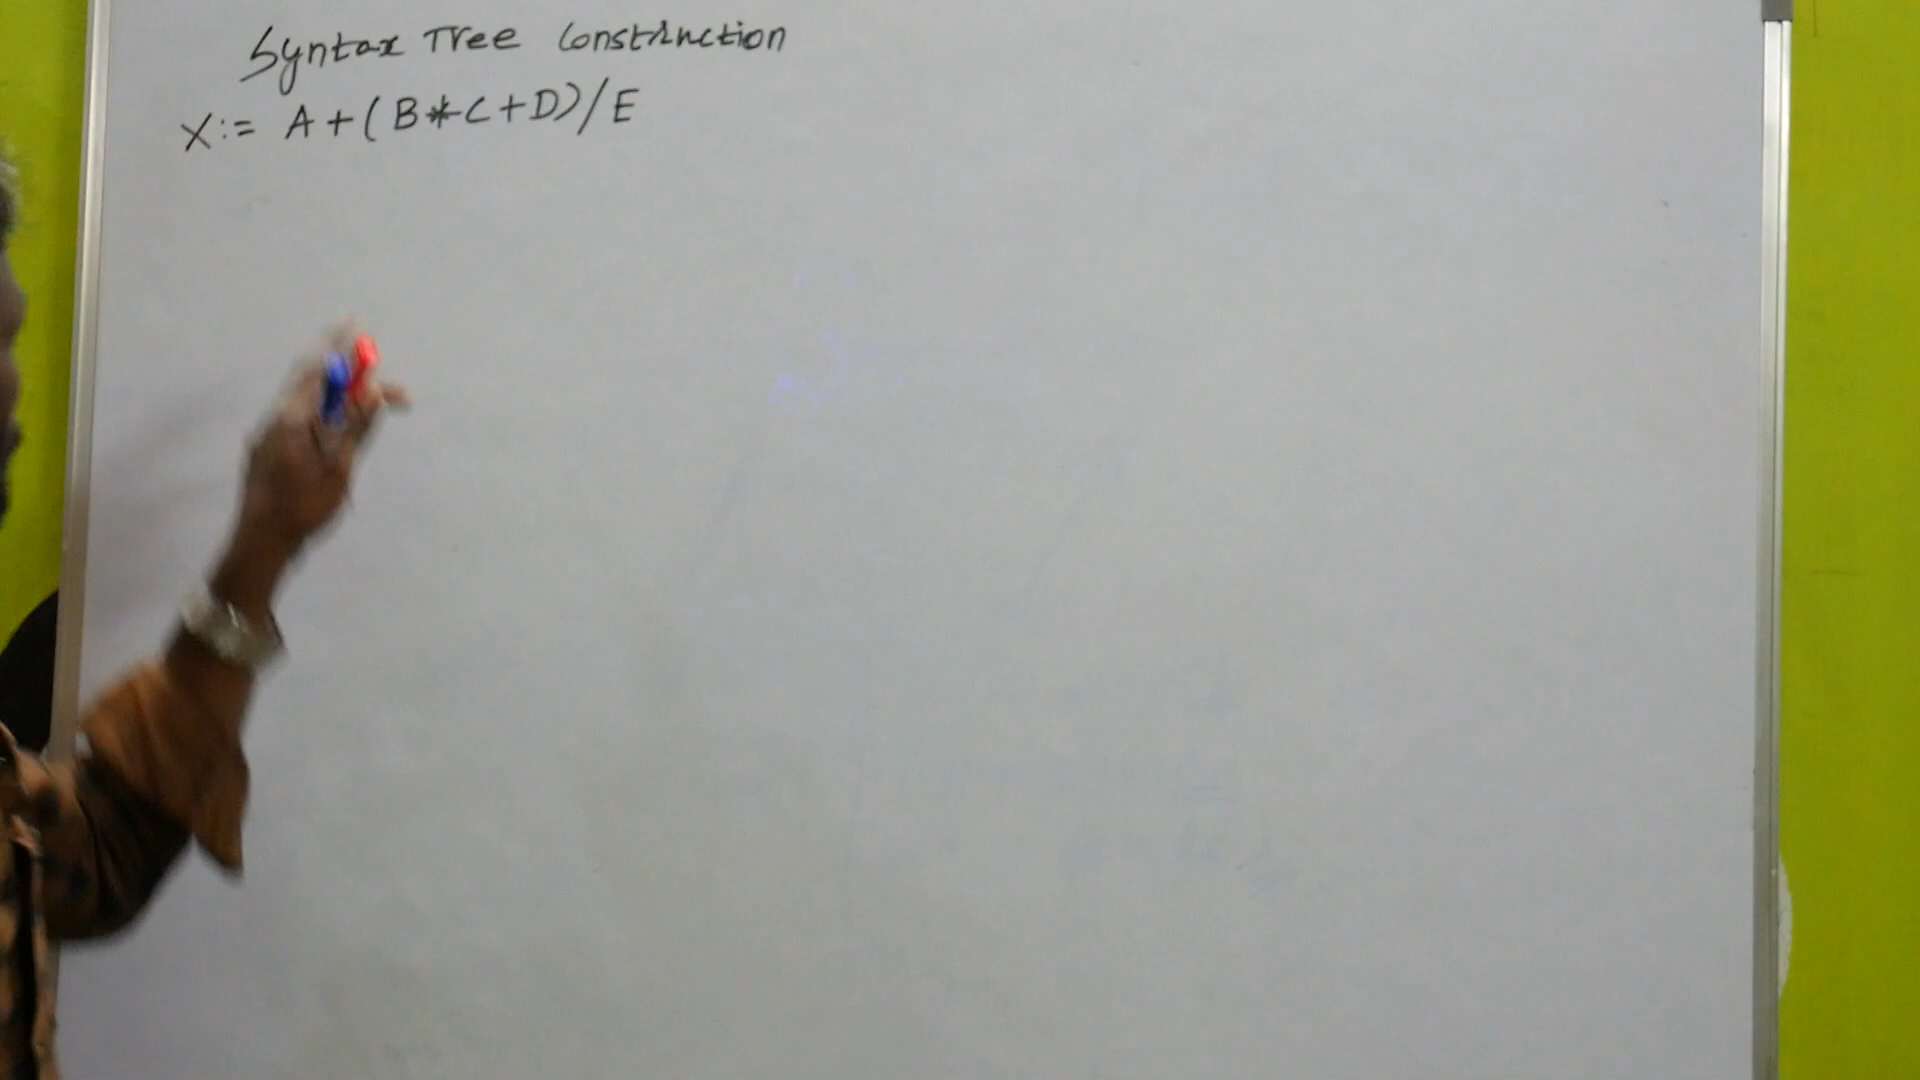 Syntax Tree Construction
X:= A+(B*C+D)/E